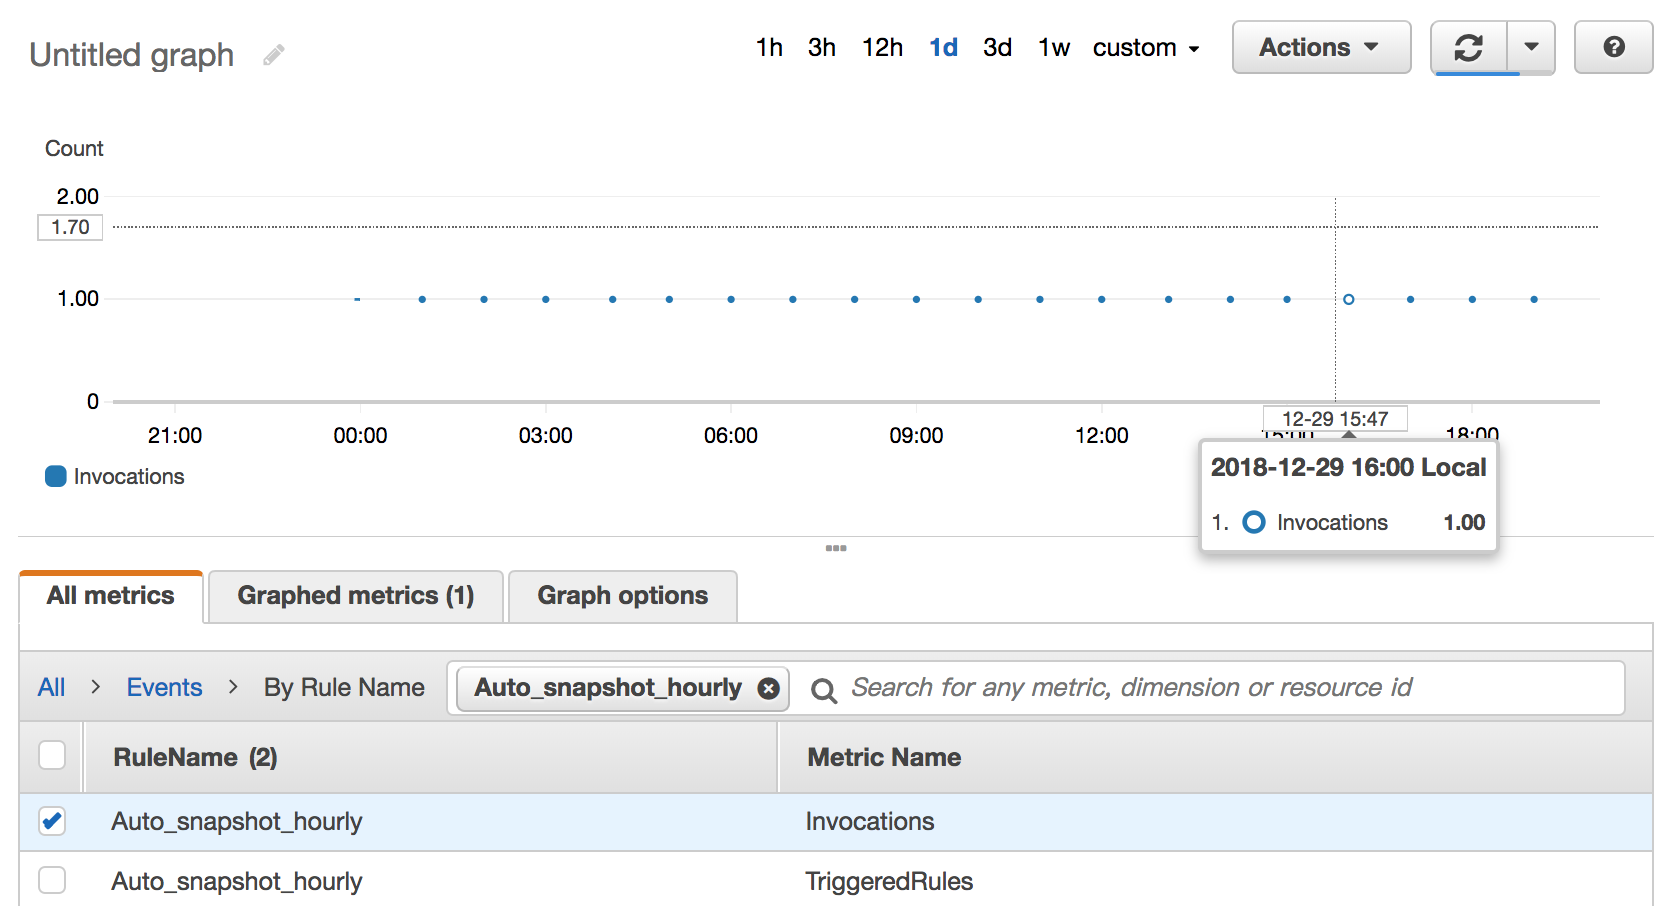 Untitled graph
1h 3h 12h 1d 3d 1w custom
Actions
?
Count
2.00
1.70
1.00
0
21:00 00:00 03:00 06:00 09:00 12:00 15:00 18:00
12-29 15:47
2018-12-29 16:00 Local
1. Invocations 1.00
Invocations
All metrics Graphed metrics (1) Graph options
All > Events > By Rule Name Auto_snapshot_hourly Search for any metric, dimension or resource id
RuleName (2) Metric Name
Auto_snapshot_hourly Invocations
Auto_snapshot_hourly TriggeredRules